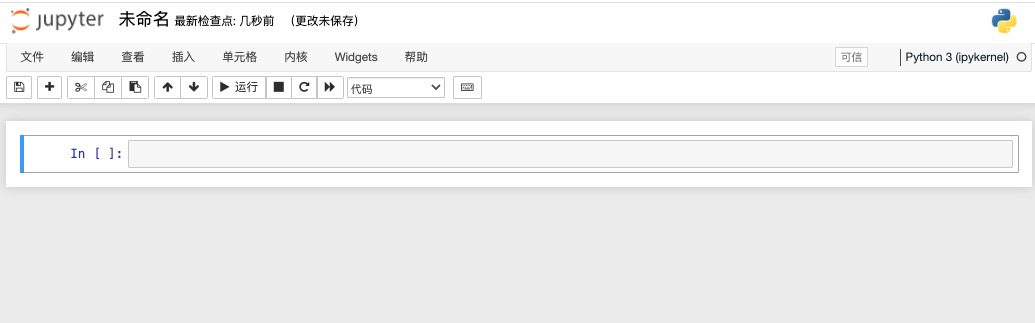 jupyter 未命名 最新检查点: 几秒前 (更改未保存)
文件 编辑 查看 插入 单元格 内核 Widgets 帮助 可信 Python 3 (ipykernel)
运行 代码
In [ ]: